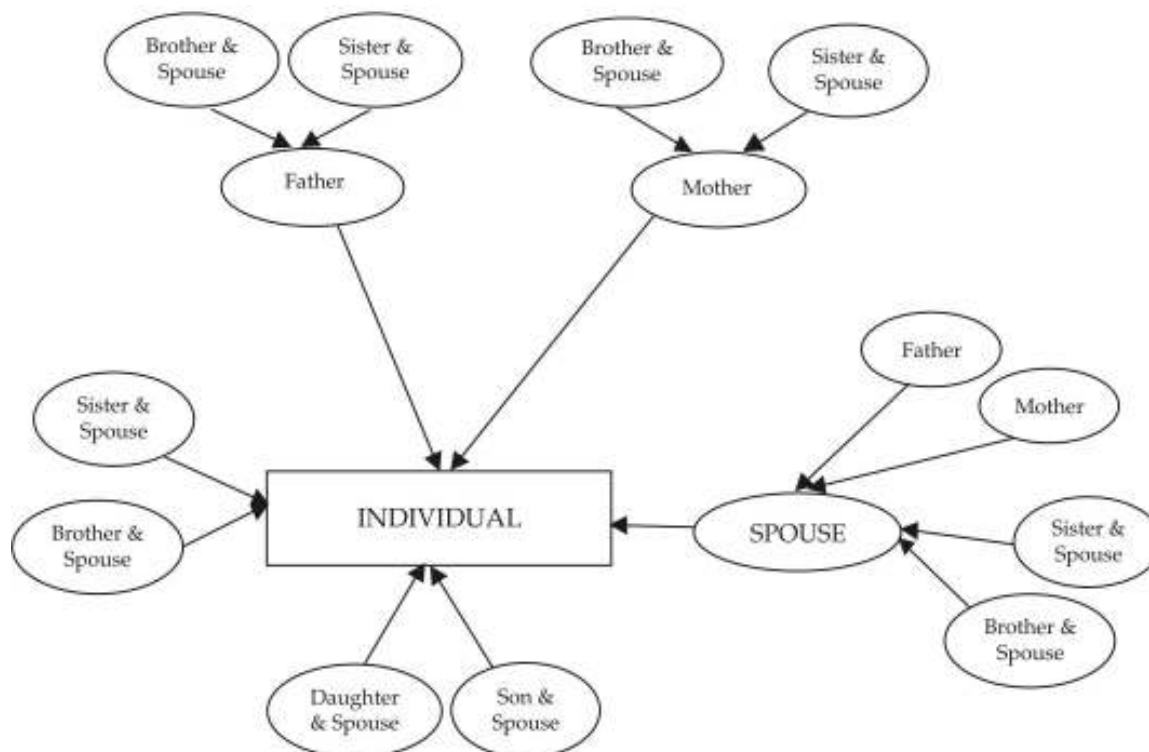 Brother &
Spouse
Sister &
Spouse
Brother &
Spouse
Sister &
Spouse
Father
Mother
Father
Mother
Sister &
Spouse
Brother &
Spouse
INDIVIDUAL
SPOUSE
Sister &
Spouse
Brother &
Spouse
Daughter
& Spouse
Son &
Spouse